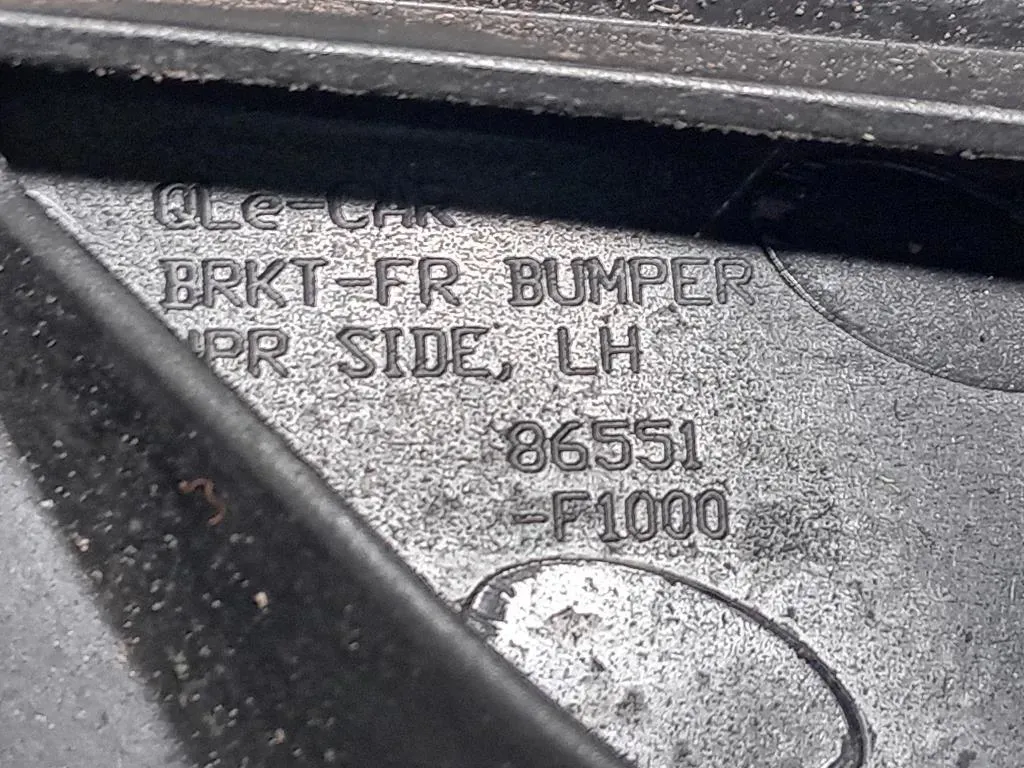 QLe-CAR
BRKT-FR BUMPER
UPR SIDE, LH
86551
-F1000